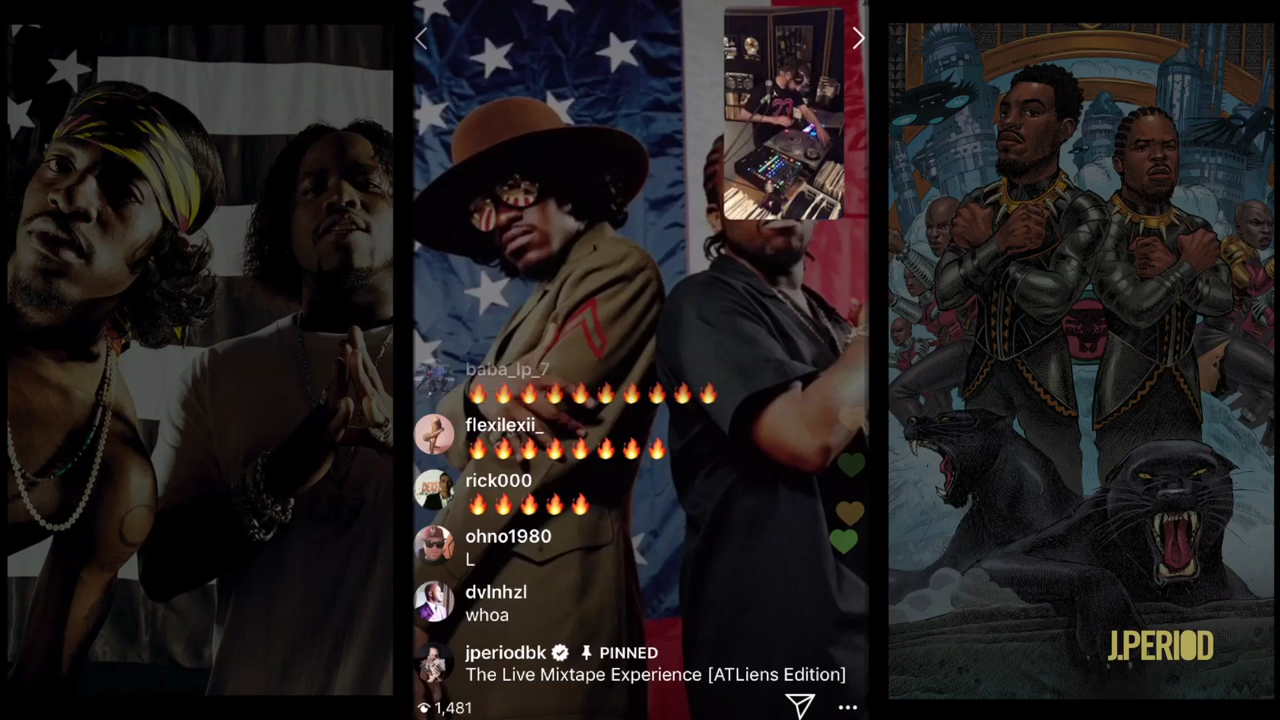 baba_lp_7
🔥🔥🔥🔥🔥🔥🔥🔥🔥🔥
flexilexii_
🔥🔥🔥🔥🔥🔥🔥🔥
rick000
🔥🔥🔥🔥🔥
ohno1980
L
dvlnhzl
whoa
jperiodbk PINNED
The Live Mixtape Experience [ATLiens Edition]
1,481
J.PERIOD